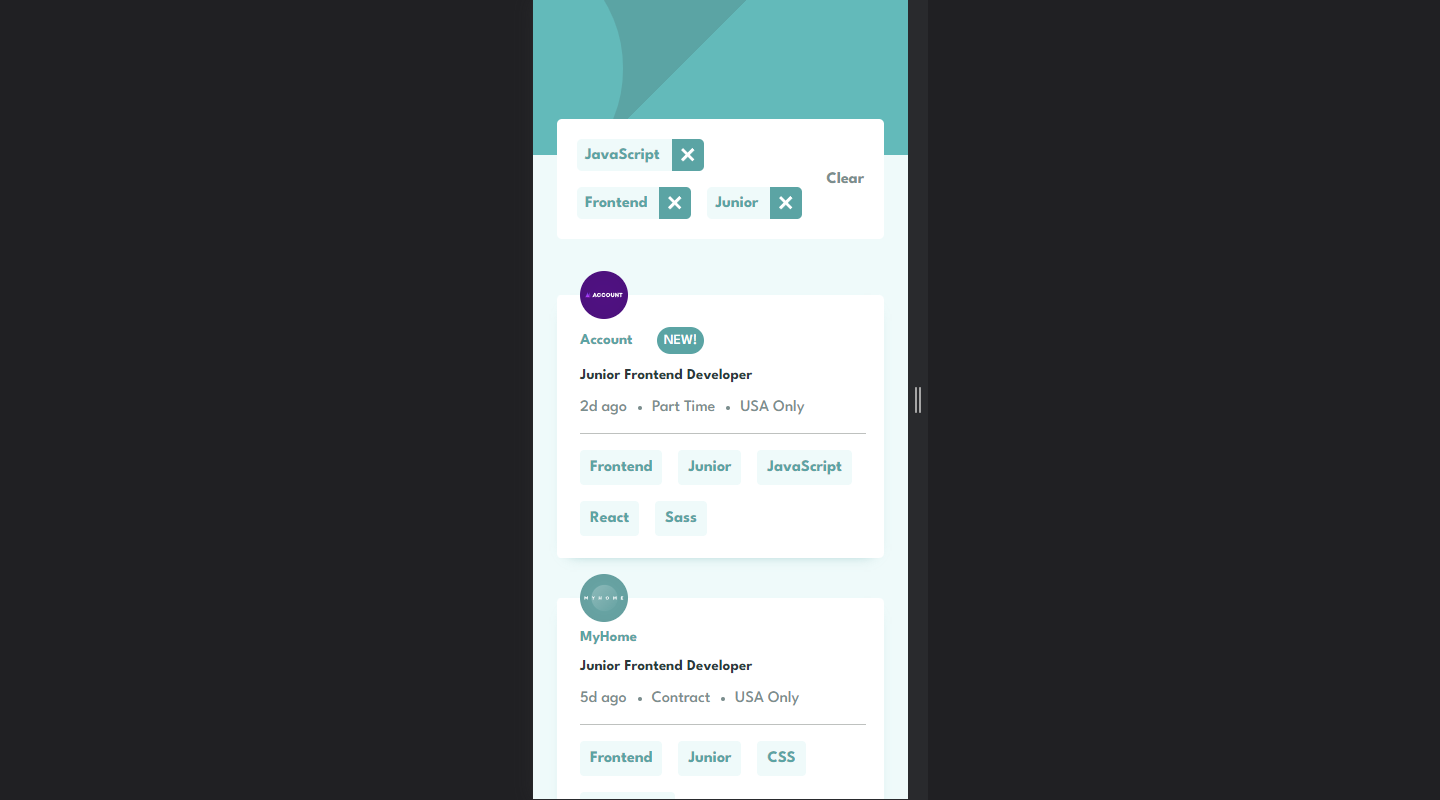 JavaScript
Frontend Junior
Clear
ACCOUNT
Account NEW!
Junior Frontend Developer
2d ago • Part Time • USA Only
Frontend Junior JavaScript
React Sass
MYHOME
MyHome
Junior Frontend Developer
5d ago • Contract • USA Only
Frontend Junior CSS